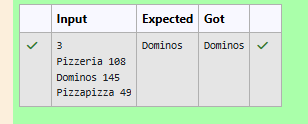 Input Expected Got
3 Dominos Dominos
Pizzeria 108
Dominos 145
Pizzapizza 49